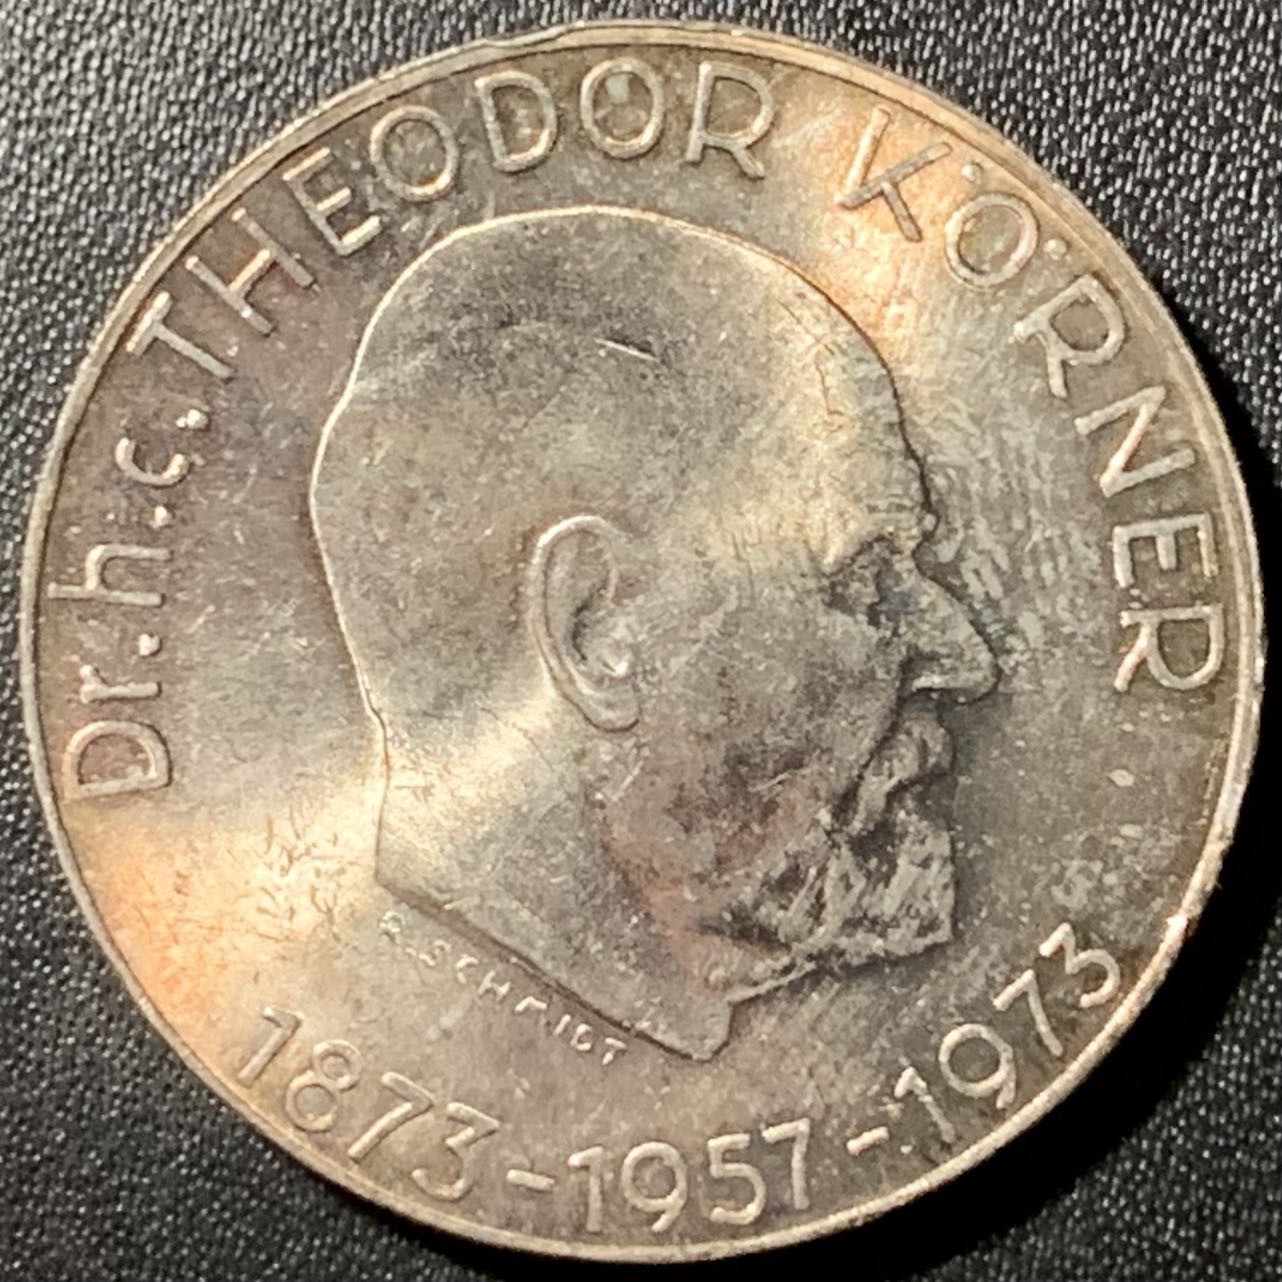 Dr.h.c.THEODOR KÖRNER
R.SCHMIDT
1873-1957-1973